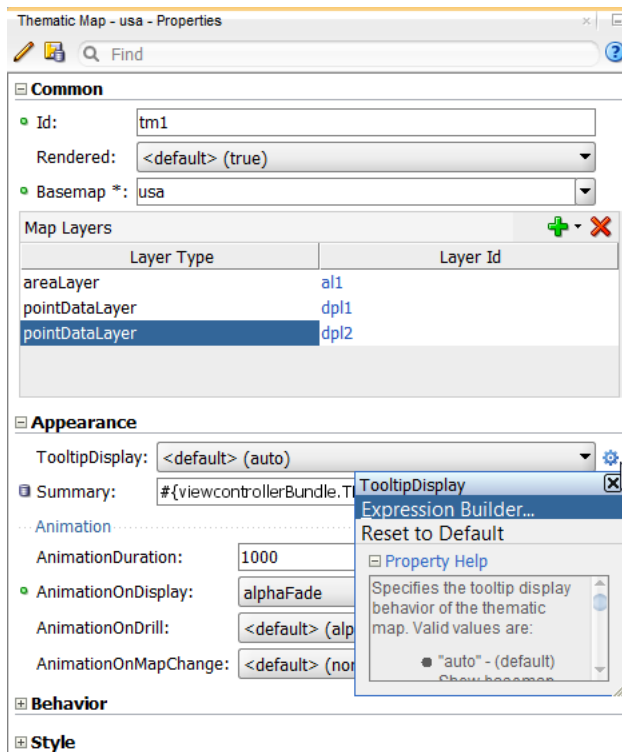 Thematic Map - usa - Properties
Find
Common
Id: tm1
Rendered: <default> (true)
Basemap *: usa
Map Layers
Layer Type Layer Id
areaLayer al1
pointDataLayer dpl1
pointDataLayer dpl2
Appearance
TooltipDisplay: <default> (auto)
Summary: #{viewcontrollerBundle.
Animation
AnimationDuration: 1000
AnimationOnDisplay: alphaFade
AnimationOnDrill: <default> (alp
AnimationOnMapChange: <default> (nor
TooltipDisplay
Expression Builder...
Reset to Default
Property Help
Specifies the tooltip display
behavior of the thematic
map. Valid values are:
"auto" - (default)
Show basemap
Behavior
Style